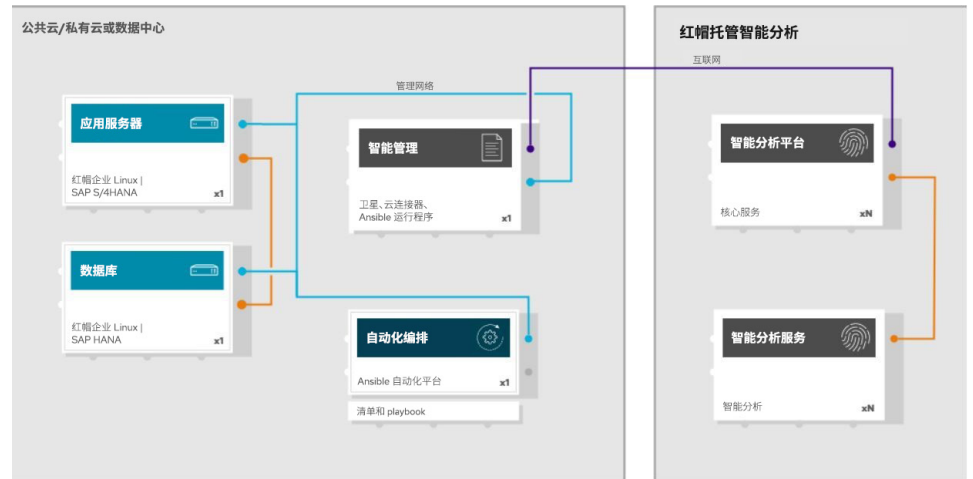 公共云/私有云或数据中心
红帽托管智能分析
互联网
管理网络
应用服务器
红帽企业 Linux |
SAP S/4HANA
x1
智能管理
卫星、云连接器、
Ansible 运行程序
x1
智能分析平台
核心服务
xN
数据库
红帽企业 Linux |
SAP HANA
x1
自动化编排
Ansible 自动化平台
x1
清单和 playbook
智能分析服务
智能分析
xN